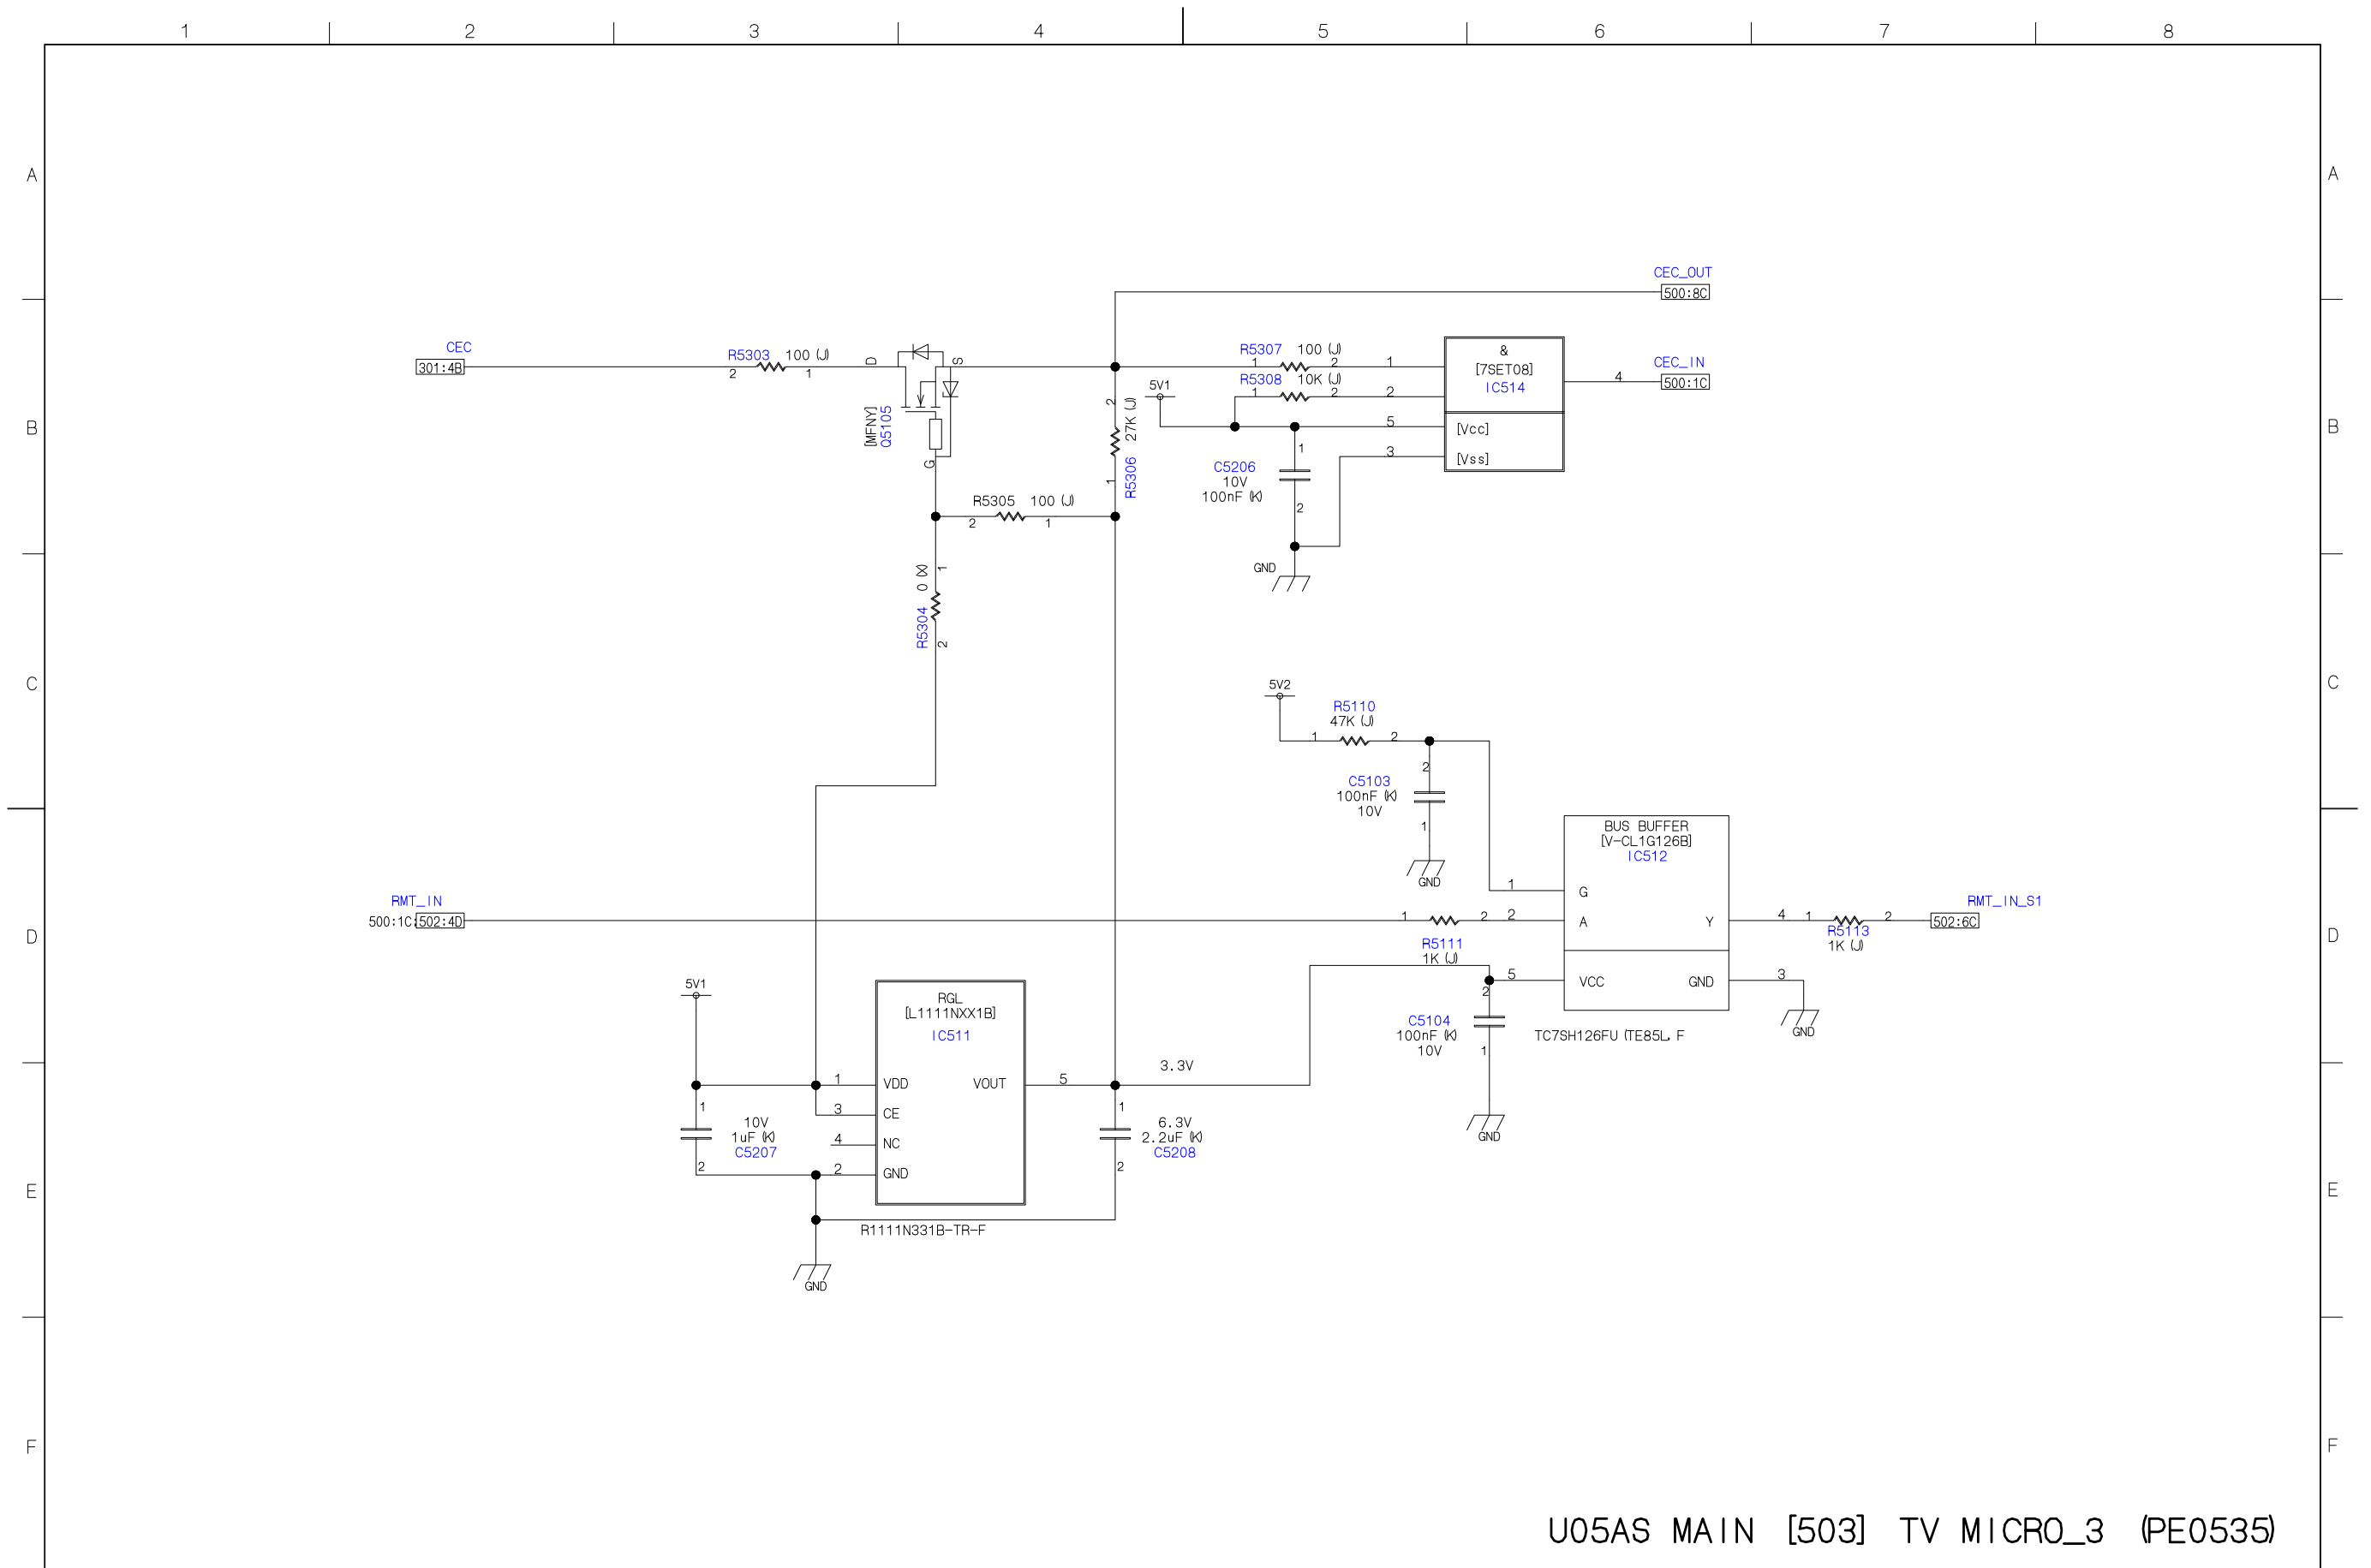 1 2 3 4 5 6 7 8
A A
CEC_OUT
500:8C
CEC
301:4B
R5303 100 (J)
2 1
D S
[MFNY]
Q5105
G
R5307 100 (J)
1 2 1
R5308 10K (J)
1 2 2
5V1
&
[7SET08]
IC514
4
CEC_IN
500:1C
B B
2
27K (J)
R5306
1
5
[Vcc]
3
[Vss]
1
C5206
10V
100nF (K)
2
GND
R5305 100 (J)
2 1
0 (X) 1
R5304
2
C C
5V2
R5110
47K (J)
1 2
2
C5103
100nF (K)
10V
1
GND
BUS BUFFER
[V-CL1G126B]
IC512
1
G
RMT_IN
500:1C:502:4D
1 2 2
A Y
4 1 2
RMT_IN_S1
502:6C
R5111
1K (J)
R5113
1K (J)
D D
5
VCC GND
3
GND
2
C5104
100nF (K)
10V
1
GND
TC7SH126FU (TE85L, F
5V1
RGL
[L1111NXX1B]
IC511
1
VDD VOUT
5
3.3V
3
CE
4
NC
2
GND
1
10V
1uF (K)
C5207
2
1
6.3V
2.2uF (K)
C5208
2
E E
R1111N331B-TR-F
GND
F F
U05AS MAIN [503] TV MICRO_3 (PE0535)